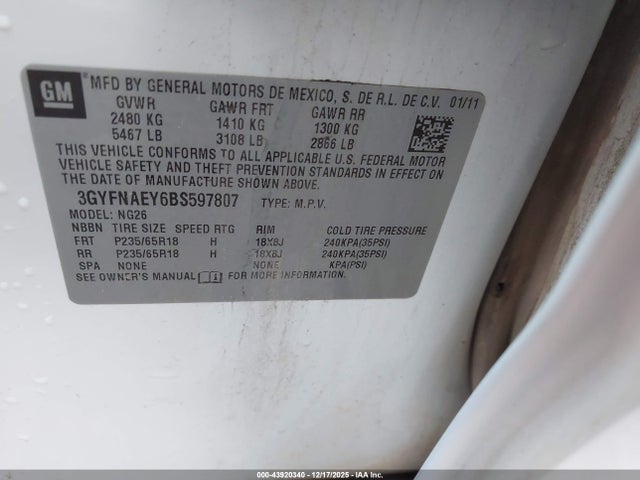 GM ® MFD BY GENERAL MOTORS DE MEXICO, S. DE R.L. DE C.V. 01/11
GVWR GAWR FRT GAWR RR
2480 KG 1410 KG 1300 KG
5467 LB 3108 LB 2866 LB
THIS VEHICLE CONFORMS TO ALL APPLICABLE U.S. FEDERAL MOTOR
VEHICLE SAFETY AND THEFT PREVENTION STANDARDS IN EFFECT ON
THE DATE OF MANUFACTURE SHOWN ABOVE.
3GYFNAEY6BS597807 TYPE: M.P.V.
MODEL: NG26
NBBN TIRE SIZE SPEED RTG RIM COLD TIRE PRESSURE
FRT P235/65R18 H 18X8J 240KPA(35PSI)
RR P235/65R18 H 18X8J 240KPA(35PSI)
SPA NONE NONE KPA(PSI)
SEE OWNER'S MANUAL FOR MORE INFORMATION.
000-43920340 - 12/17/2025 - IAA Inc.